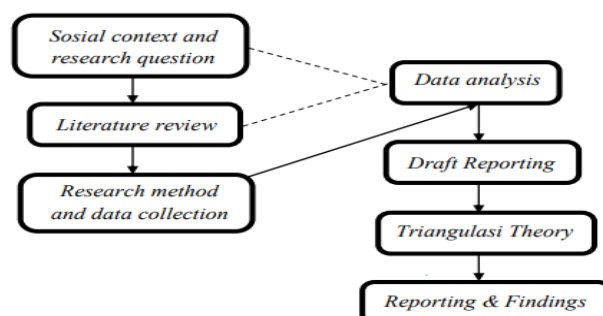 Sosial context and
research question
Literature review
Research method
and data collection
Data analysis
Draft Reporting
Triangulasi Theory
Reporting & Findings